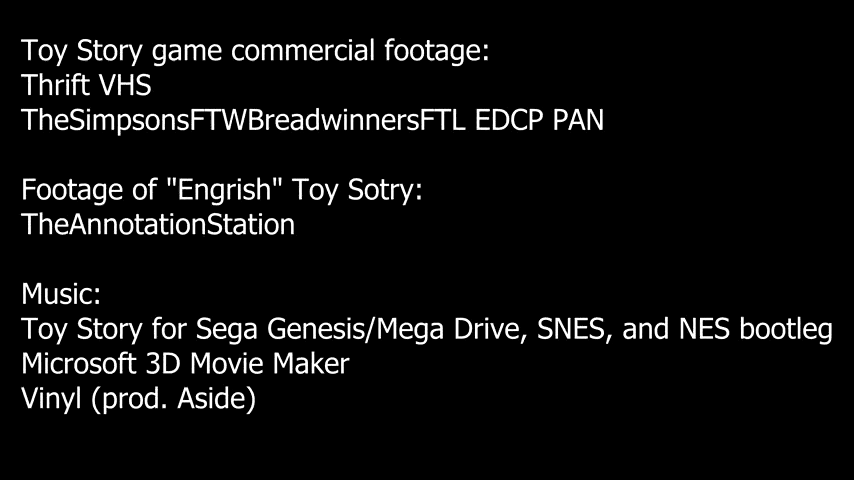 Toy Story game commercial footage:
Thrift VHS
TheSimpsonsFTWBreadwinnersFTL EDCP PAN
Footage of "Engrish" Toy Sotry:
TheAnnotationStation
Music:
Toy Story for Sega Genesis/Mega Drive, SNES, and NES bootleg
Microsoft 3D Movie Maker
Vinyl (prod. Aside)